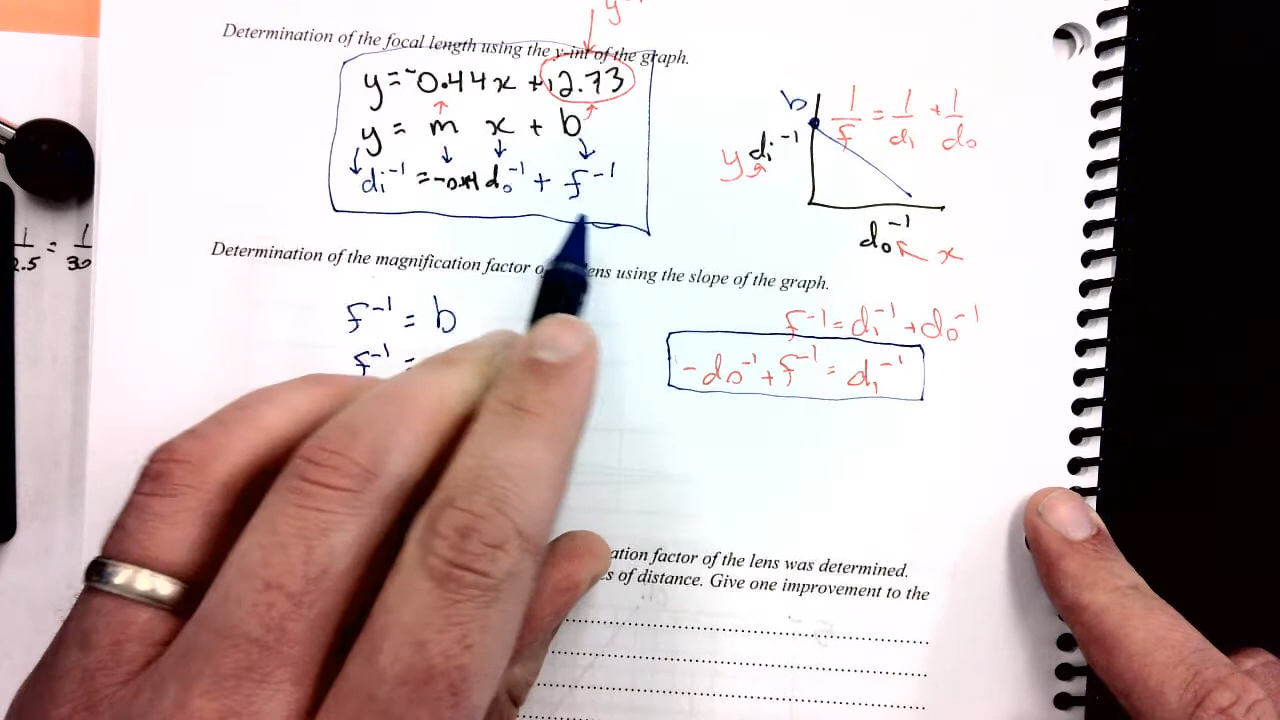 Determination of the focal length using the y-int of the graph.
y = -0.44x + 2.73
y = m x + b
di⁻¹ = -0.44 do⁻¹ + f⁻¹
b
1/f = 1/di + 1/do
y di⁻¹
do⁻¹ x
1/2.5 = 1/30
Determination of the magnification factor o lens using the slope of the graph.
f⁻¹ = b
f⁻¹ =
f⁻¹ = di⁻¹ + do⁻¹
-do⁻¹ + f⁻¹ = di⁻¹
ation factor of the lens was determined.
s of distance. Give one improvement to the